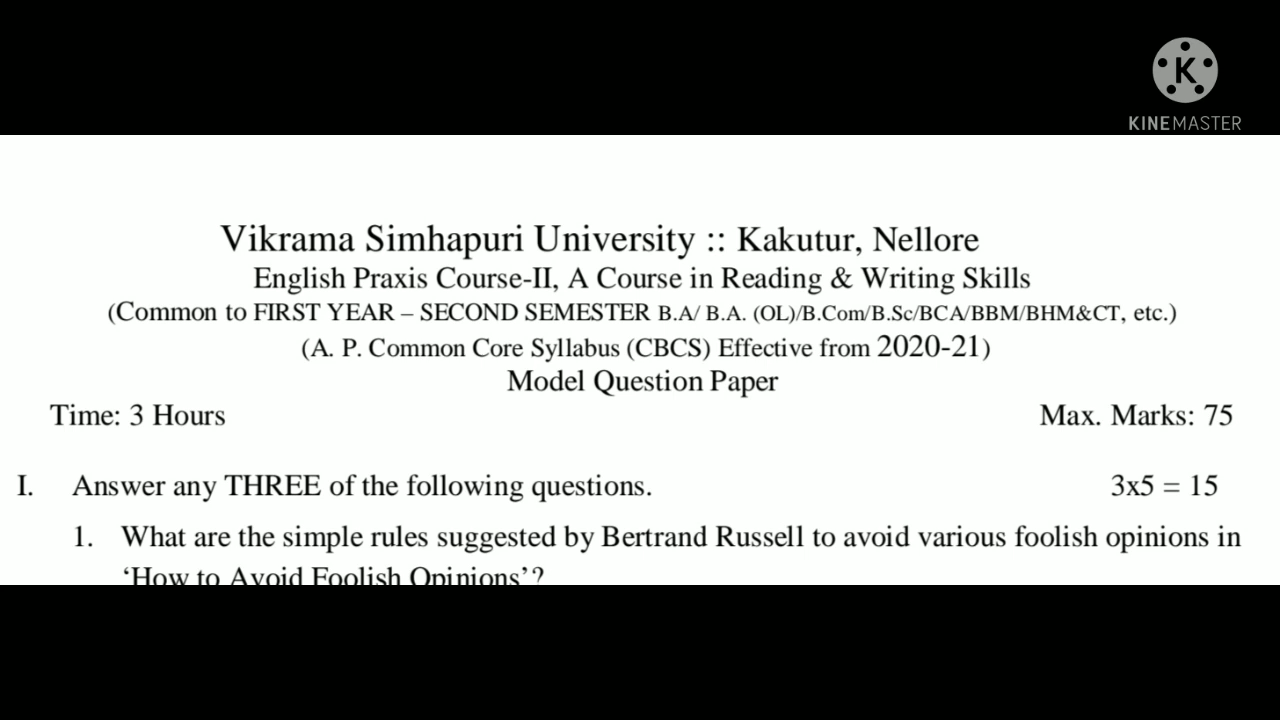 K
KINEMASTER
Vikrama Simhapuri University :: Kakutur, Nellore
English Praxis Course-II, A Course in Reading & Writing Skills
(Common to FIRST YEAR – SECOND SEMESTER B.A/ B.A. (OL)/B.Com/B.Sc/BCA/BBM/BHM&CT, etc.)
(A. P. Common Core Syllabus (CBCS) Effective from 2020-21)
Model Question Paper
Time: 3 Hours Max. Marks: 75
I. Answer any THREE of the following questions. 3x5 = 15
1. What are the simple rules suggested by Bertrand Russell to avoid various foolish opinions in
‘How to Avoid Foolish Opinions’?